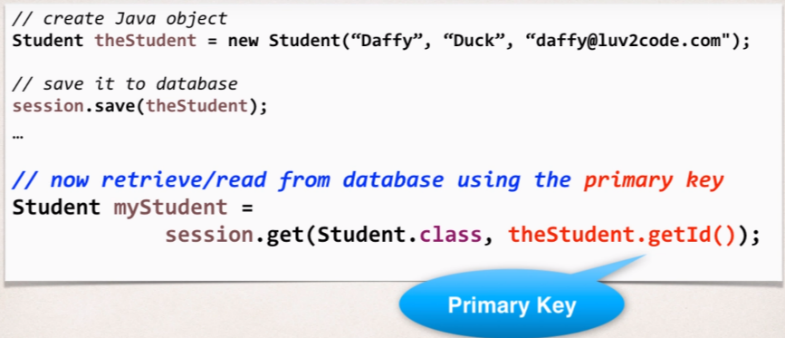 // create Java object
Student theStudent = new Student(“Daffy”, “Duck”, “daffy@luv2code.com");
// save it to database
session.save(theStudent);
…
// now retrieve/read from database using the primary key
Student myStudent =
session.get(Student.class, theStudent.getId());
Primary Key